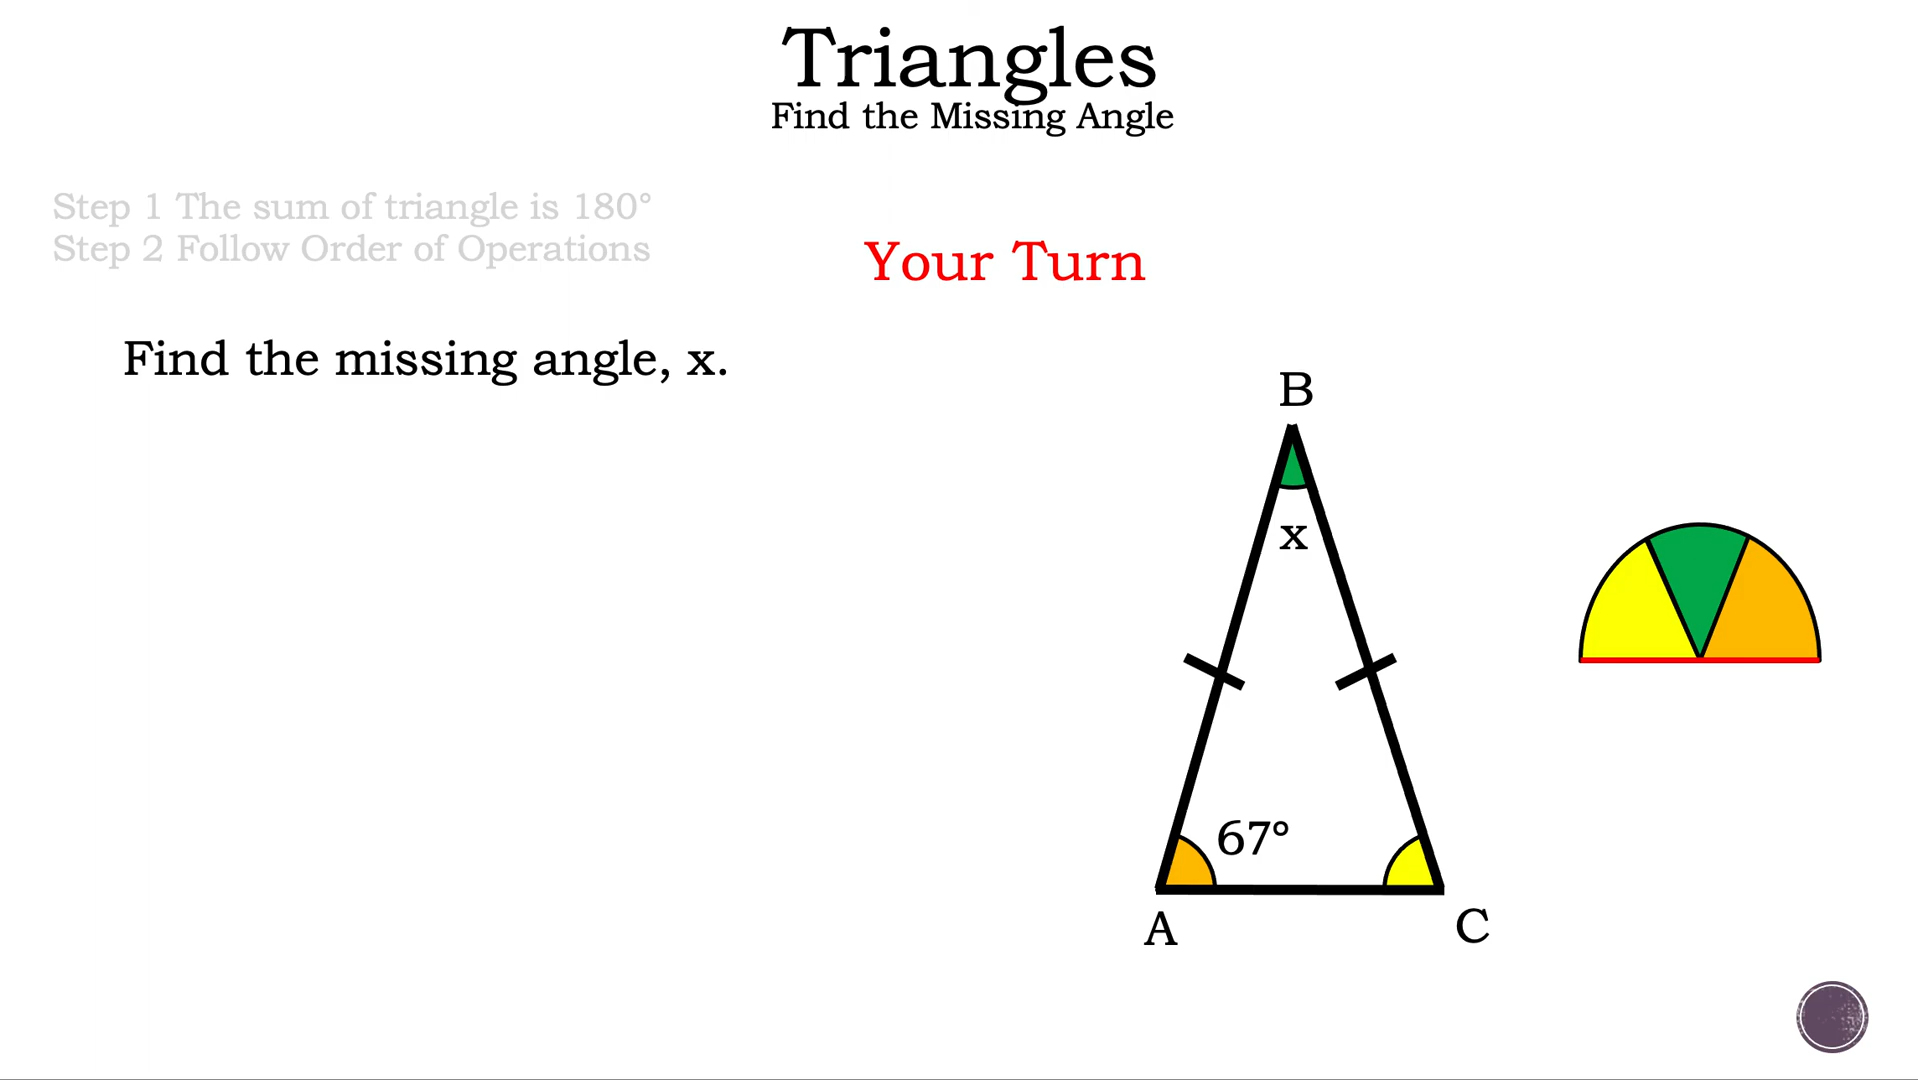 Triangles
Find the Missing Angle
Step 1 The sum of triangle is 180°
Step 2 Follow Order of Operations
Your Turn
Find the missing angle, x.
B
x
67°
A
C